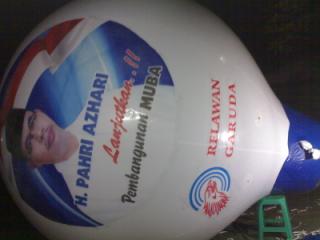 H. PAHRI AZHARI
Lanjutkan..!!
Pembangunan MUBA
RELAWAN
GARUDA